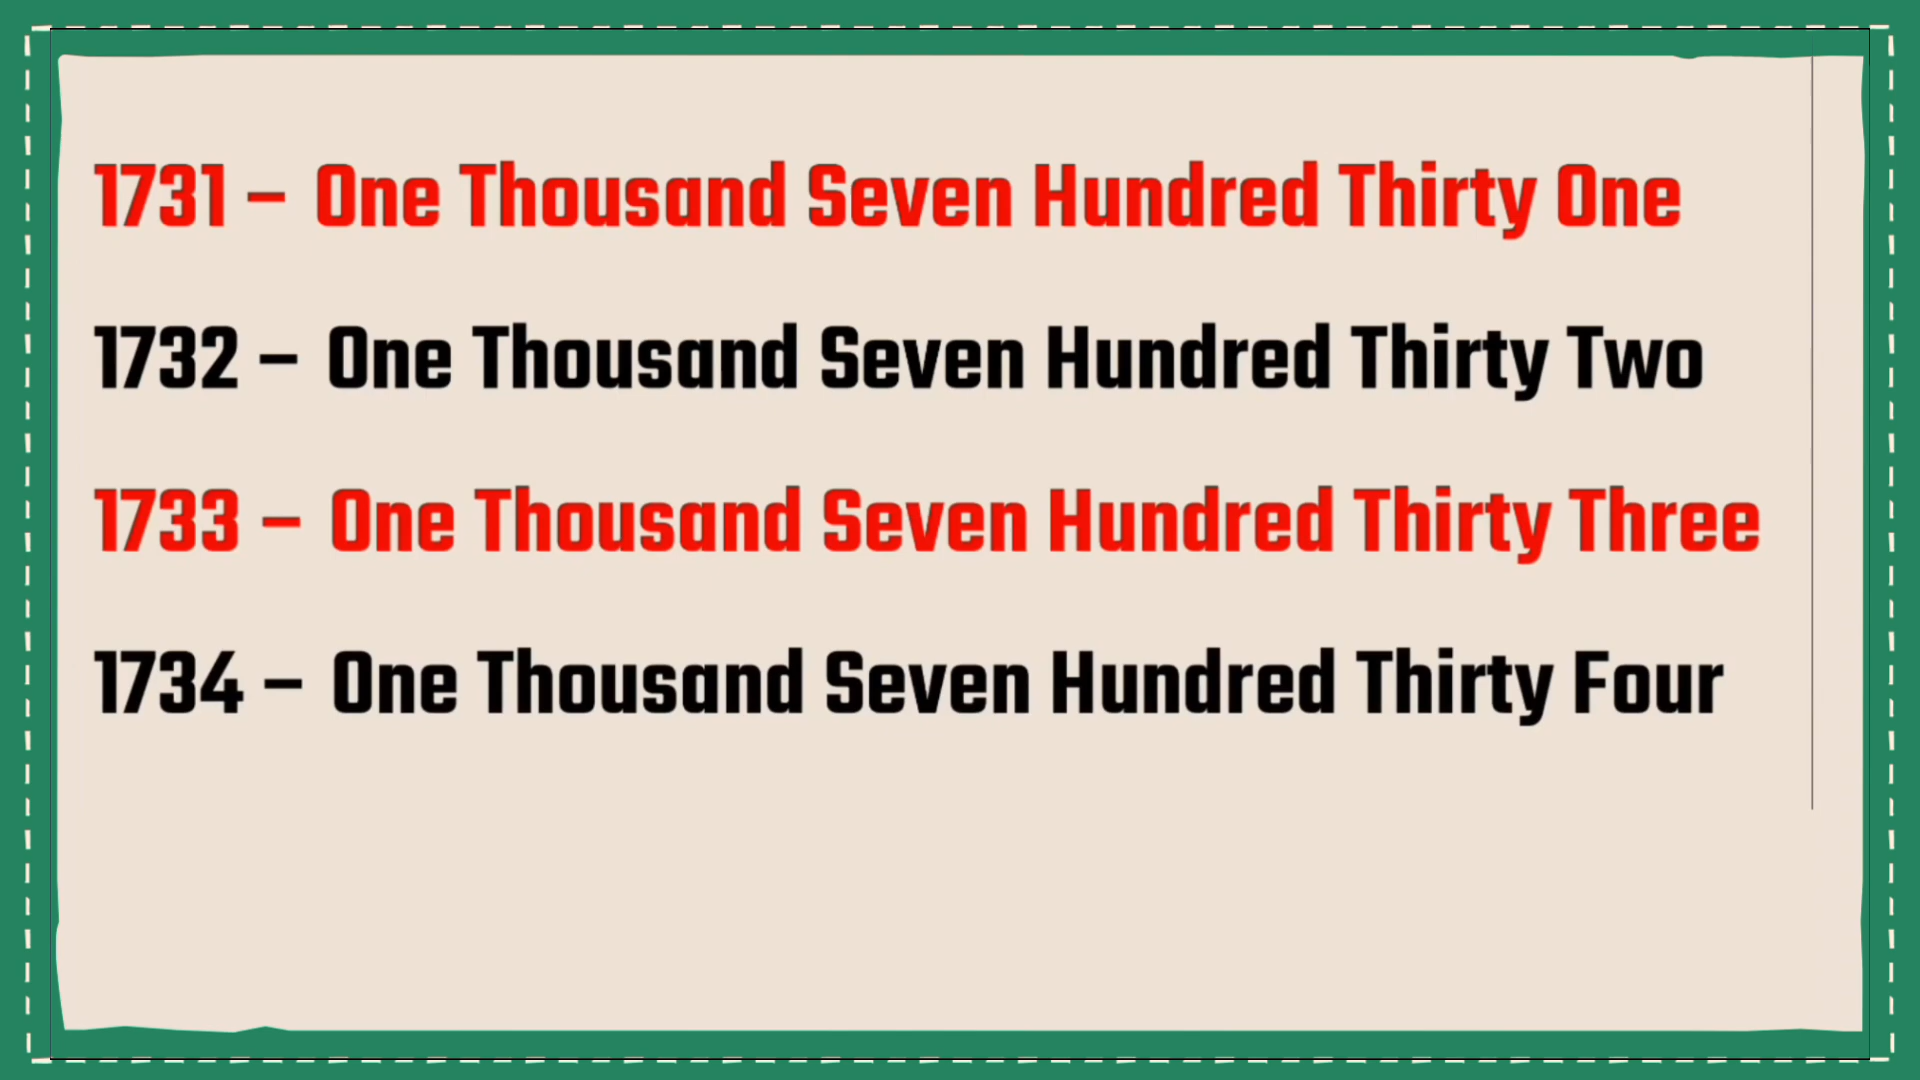 1731 – One Thousand Seven Hundred Thirty One
1732 – One Thousand Seven Hundred Thirty Two
1733 – One Thousand Seven Hundred Thirty Three
1734 – One Thousand Seven Hundred Thirty Four